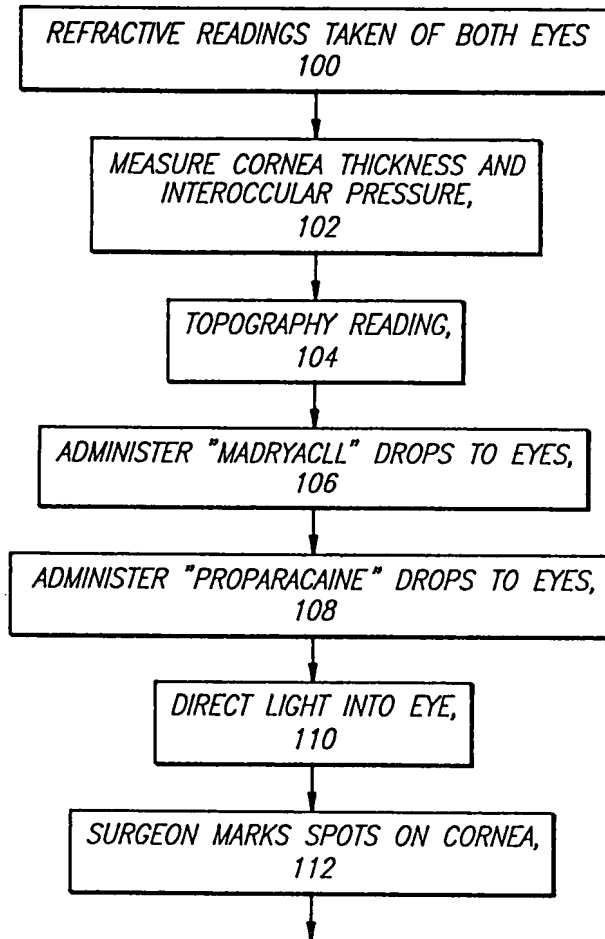 REFRACTIVE READINGS TAKEN OF BOTH EYES
100
MEASURE CORNEA THICKNESS AND
INTEROCCULAR PRESSURE,
102
TOPOGRAPHY READING,
104
ADMINISTER "MADRYACLL" DROPS TO EYES,
106
ADMINISTER "PROPARACAINE" DROPS TO EYES,
108
DIRECT LIGHT INTO EYE,
110
SURGEON MARKS SPOTS ON CORNEA,
112